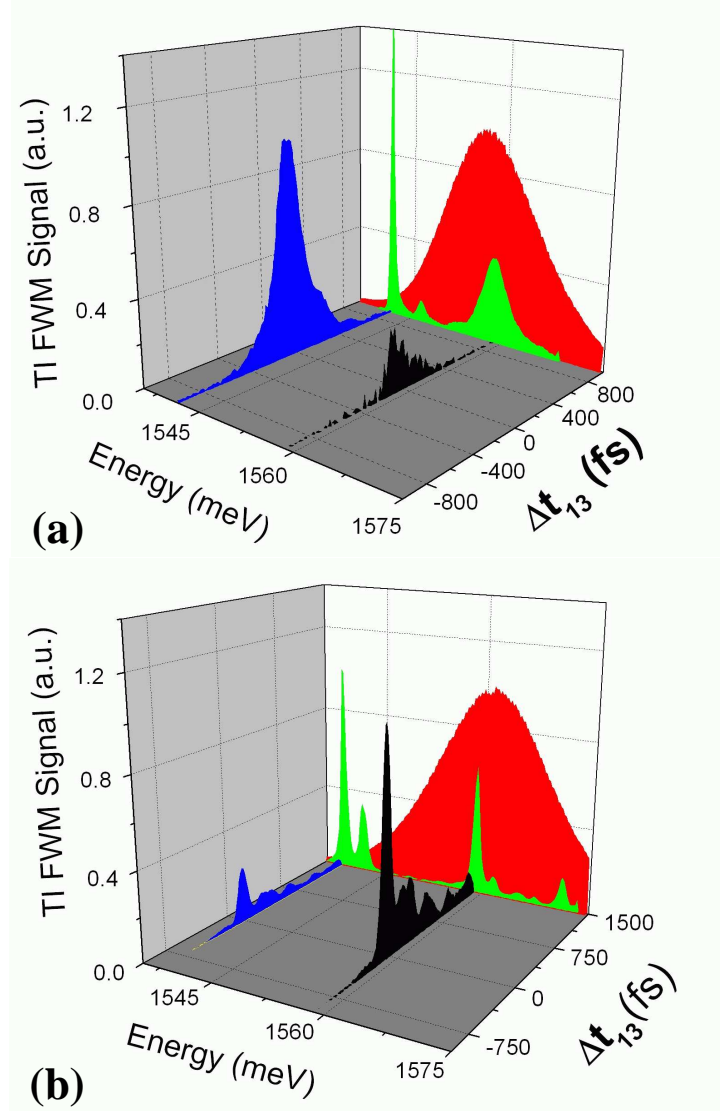 TI FWM Signal (a.u.)
1.2
0.8
0.4
0.0
1545
1560
1575
Energy (meV)
-800
-400
0
400
800
Δt13 (fs)
(a)
TI FWM Signal (a.u.)
1.2
0.8
0.4
0.0
1545
1560
1575
Energy (meV)
-750
0
750
1500
Δt13 (fs)
(b)